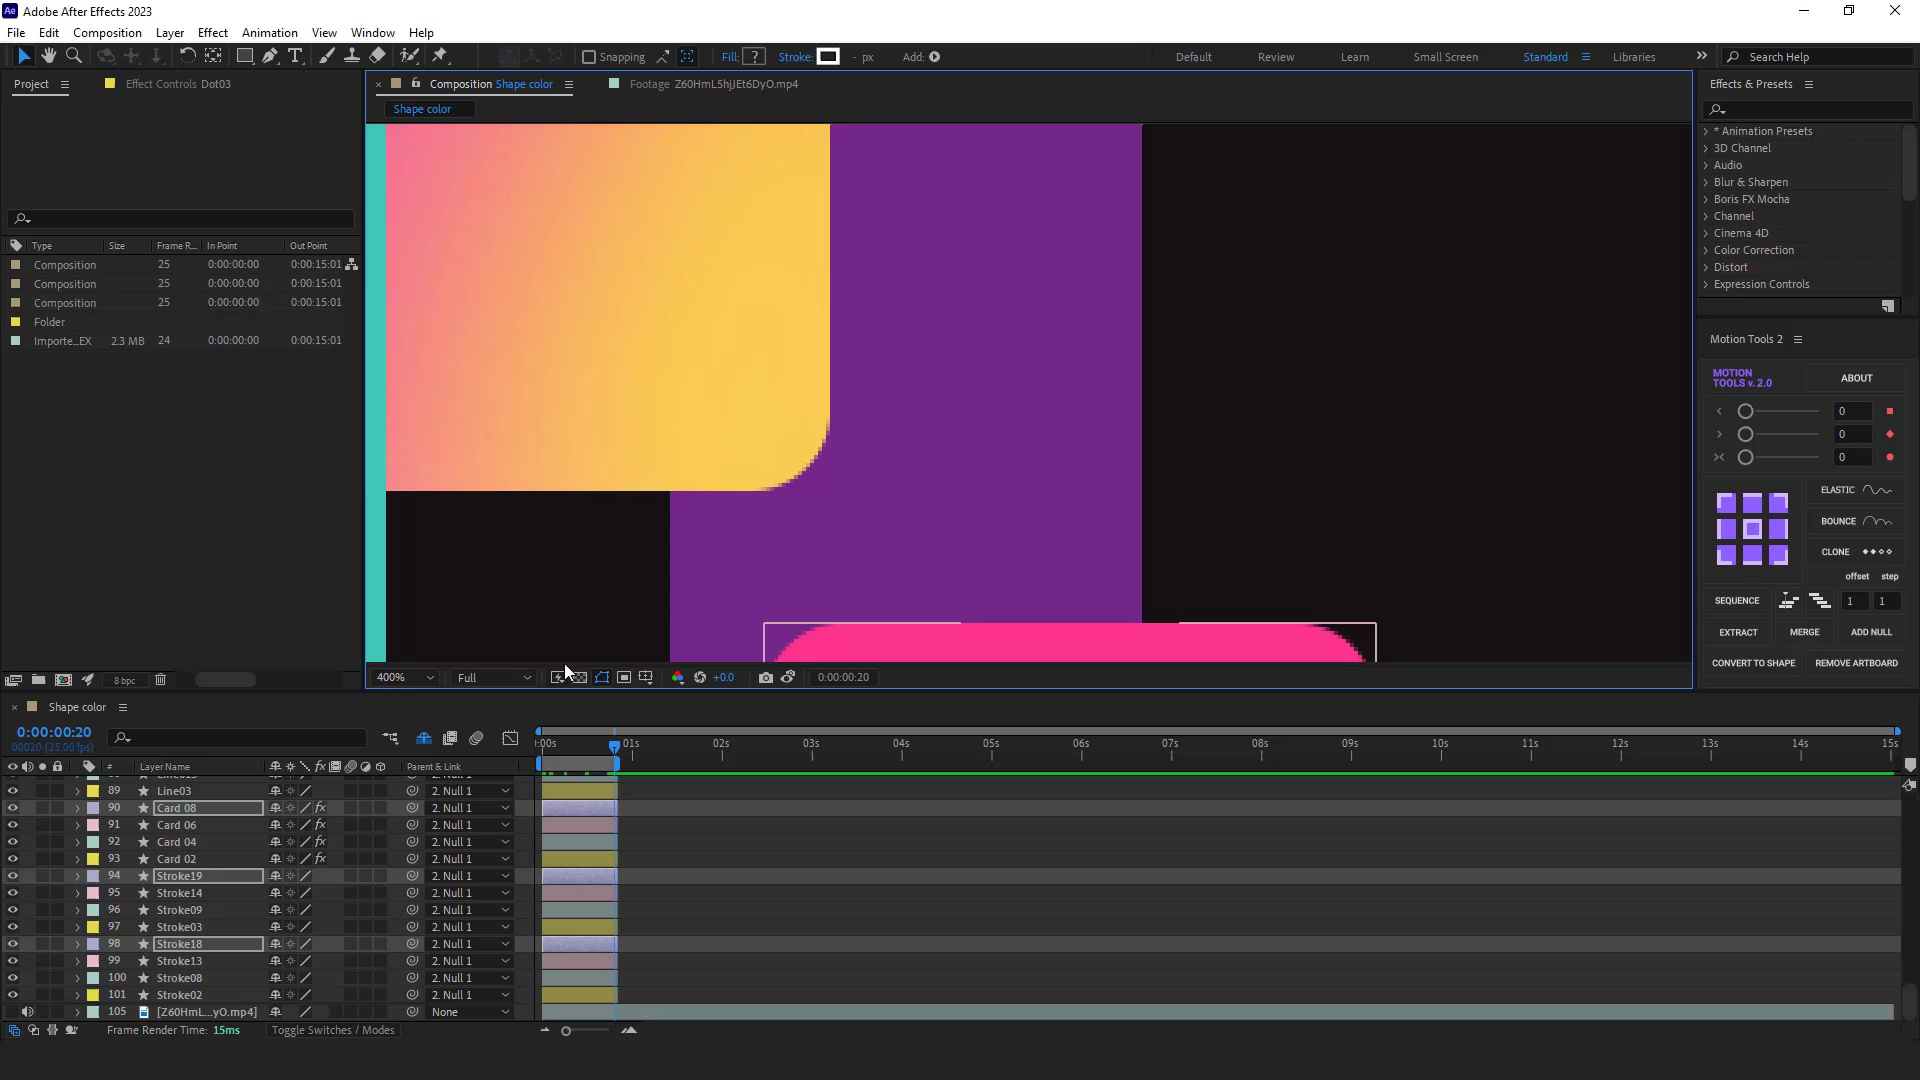 Ae Adobe After Effects 2023
File Edit Composition Layer Effect Animation View Window Help
Snapping Fill: ? Stroke: - px Add: Default Review Learn Small Screen Standard Libraries Search Help
Project Effect Controls Dot03
Composition Shape color Footage Z60HmL5hjJEt6DyO.mp4
Shape color
Type Size Frame R... In Point Out Point
Composition 25 0:00:00:00 0:00:15:01
Composition 25 0:00:00:00 0:00:15:01
Composition 25 0:00:00:00 0:00:15:01
Folder
Importe...EX 2.3 MB 24 0:00:00:00 0:00:15:01
8 bpc
400% Full +0.0 0:00:00:20
Effects & Presets
* Animation Presets
3D Channel
Audio
Blur & Sharpen
Boris FX Mocha
Channel
Cinema 4D
Color Correction
Distort
Expression Controls
Motion Tools 2
MOTION
TOOLS v. 2.0
ABOUT
0
0
0
ELASTIC
BOUNCE
CLONE
offset step
SEQUENCE 1 1
EXTRACT MERGE ADD NULL
CONVERT TO SHAPE REMOVE ARTBOARD
Shape color
0:00:00:20
00020 (25.00 fps)
:00s 01s 02s 03s 04s 05s 06s 07s 08s 09s 10s 11s 12s 13s 14s 15s
# Layer Name fx Parent & Link
89 Line03 2. Null 1
90 Card 08 fx 2. Null 1
91 Card 06 fx 2. Null 1
92 Card 04 fx 2. Null 1
93 Card 02 fx 2. Null 1
94 Stroke19 2. Null 1
95 Stroke14 2. Null 1
96 Stroke09 2. Null 1
97 Stroke03 2. Null 1
98 Stroke18 2. Null 1
99 Stroke13 2. Null 1
100 Stroke08 2. Null 1
101 Stroke02 2. Null 1
105 [Z60HmL...yO.mp4] None
Frame Render Time: 15ms Toggle Switches / Modes